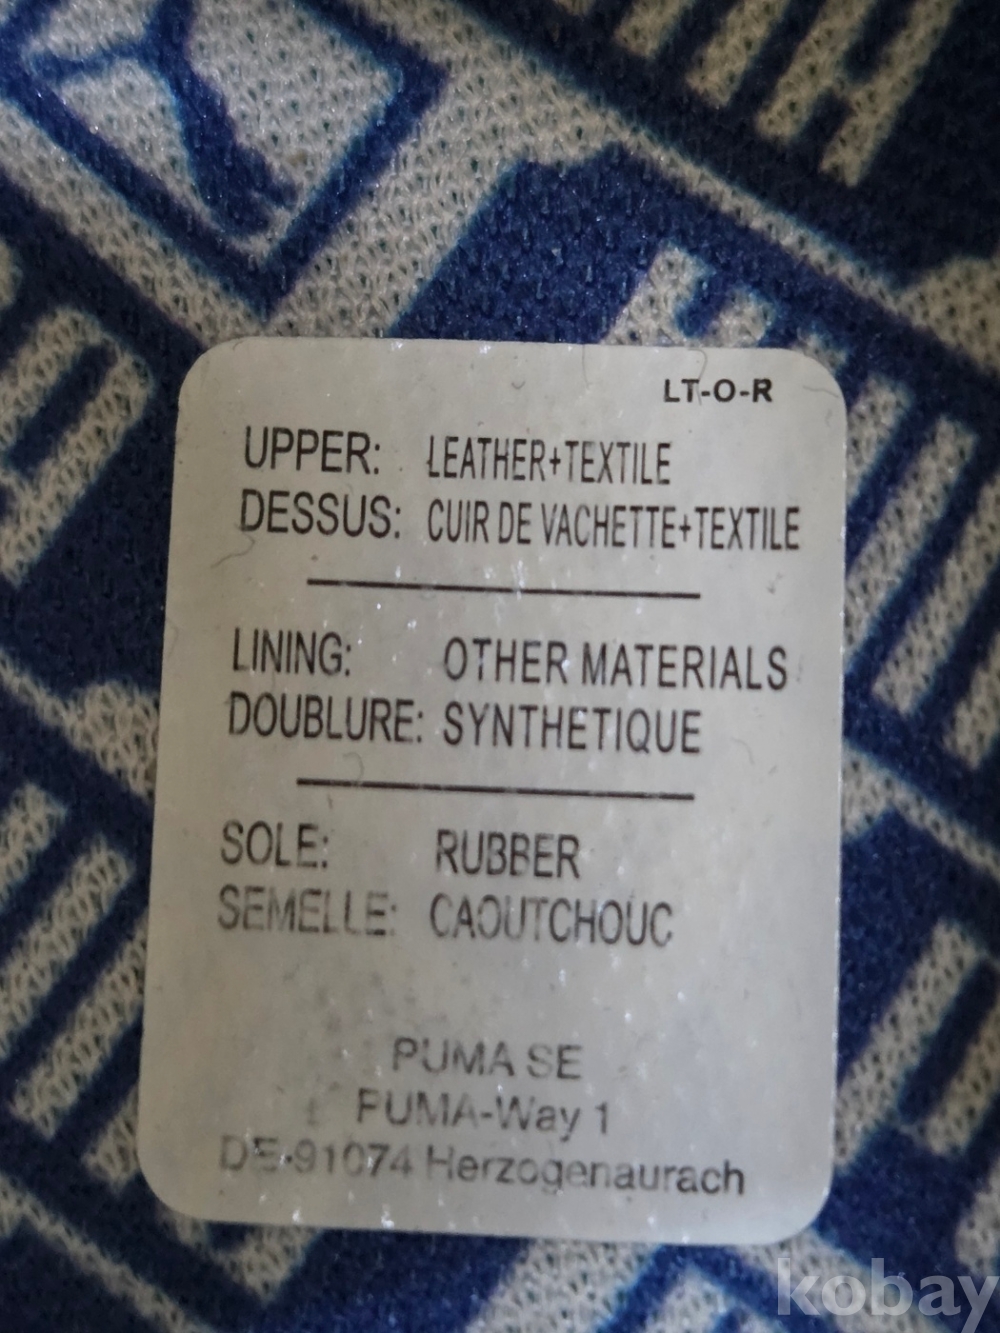 LT-O-R
UPPER: LEATHER+TEXTILE
DESSUS: CUIR DE VACHETTE+TEXTILE
LINING: OTHER MATERIALS
DOUBLURE: SYNTHETIQUE
SOLE: RUBBER
SEMELLE: CAOUTCHOUC
PUMA SE
PUMA-Way 1
DE-91074 Herzogenaurach
kobay